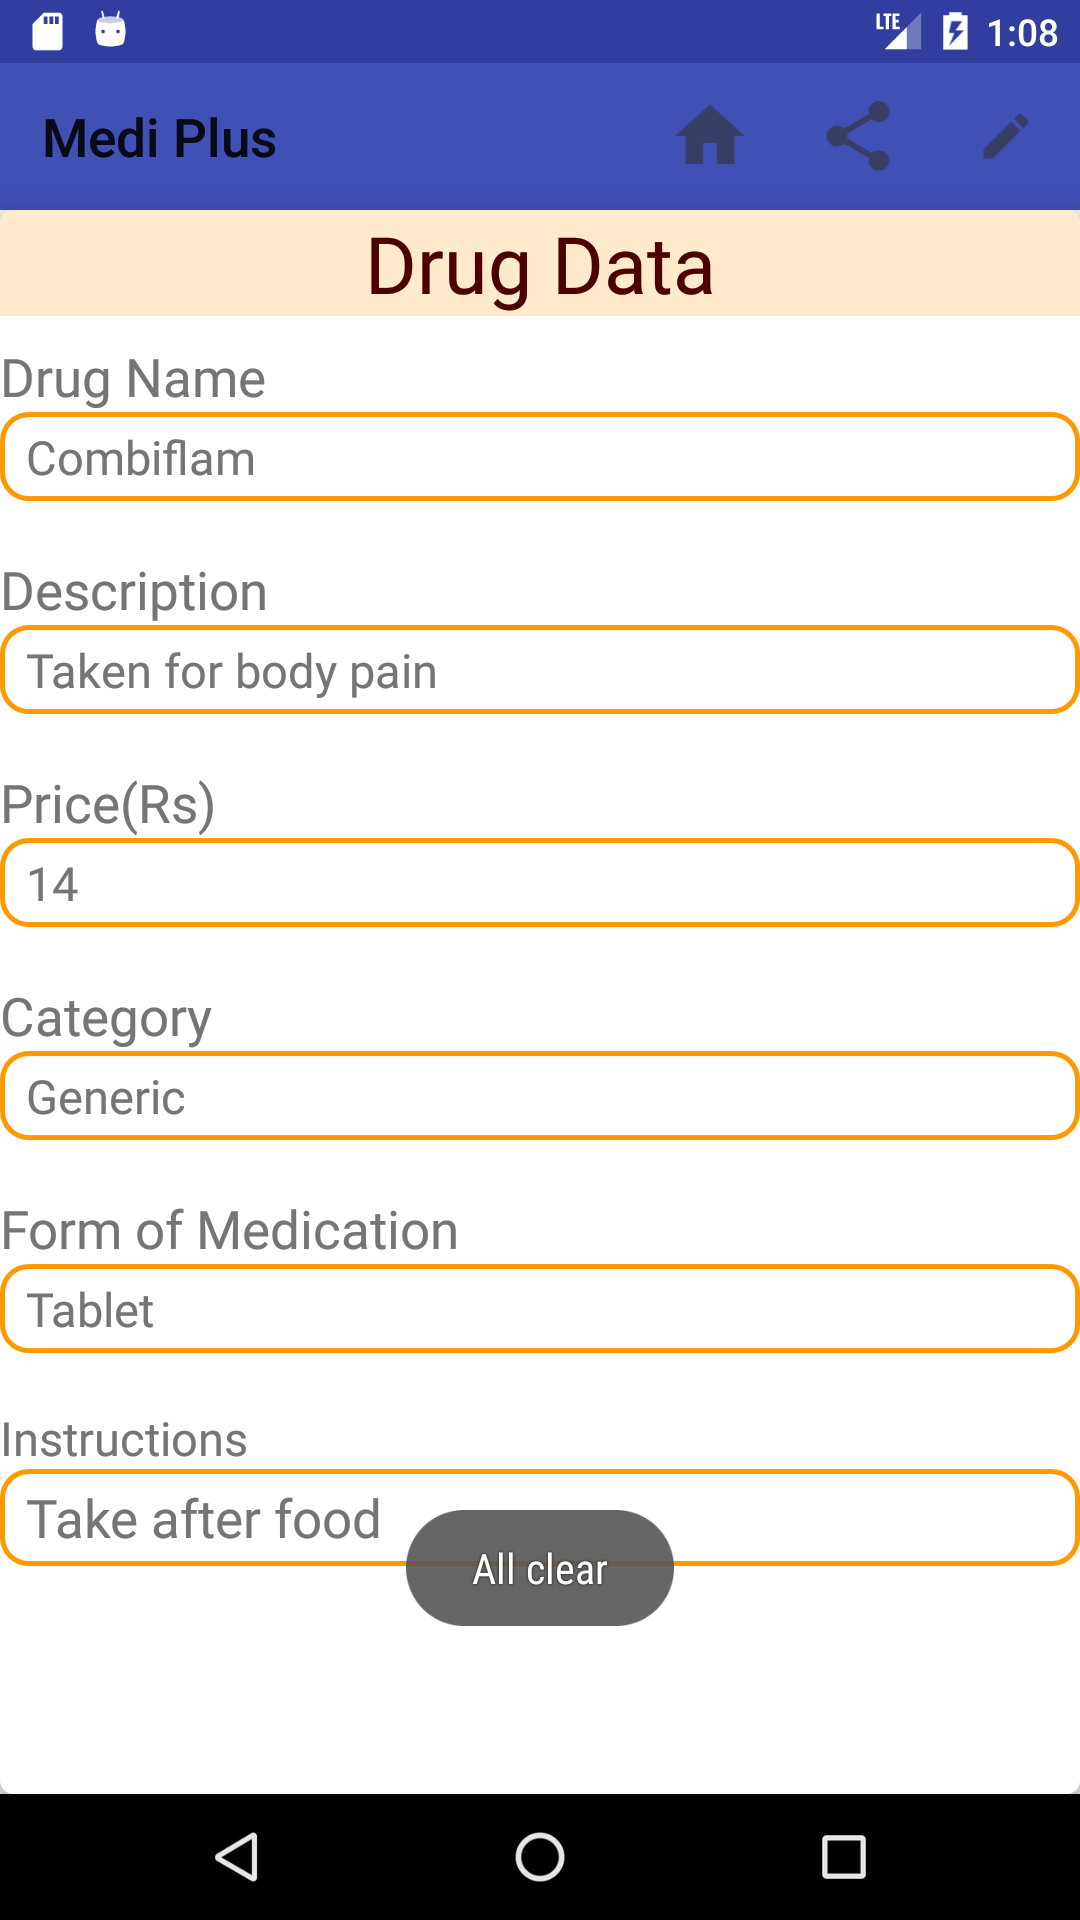 LTE 1:08
Medi Plus
Drug Data
Drug Name
Combiflam
Description
Taken for body pain
Price(Rs)
14
Category
Generic
Form of Medication
Tablet
Instructions
Take after food
All clear